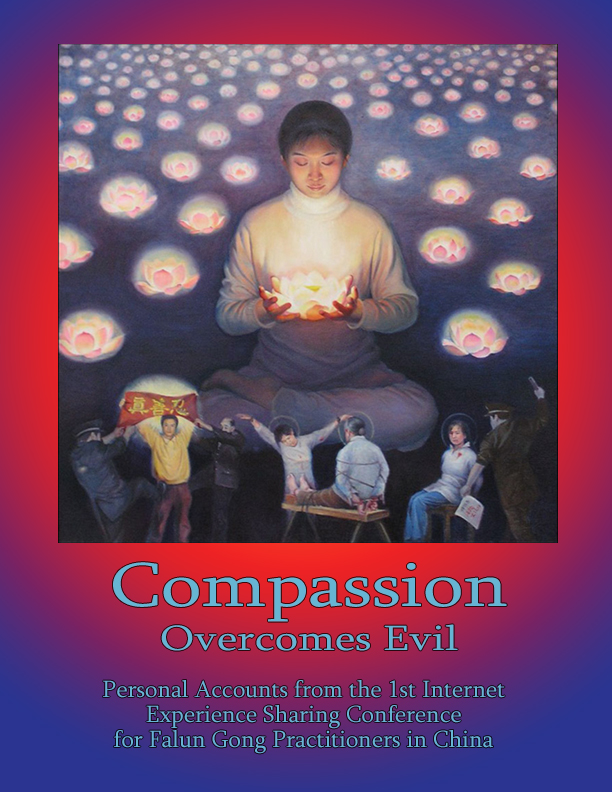 真善忍
Compassion
Overcomes Evil
Personal Accounts from the 1st Internet
Experience Sharing Conference
for Falun Gong Practitioners in China